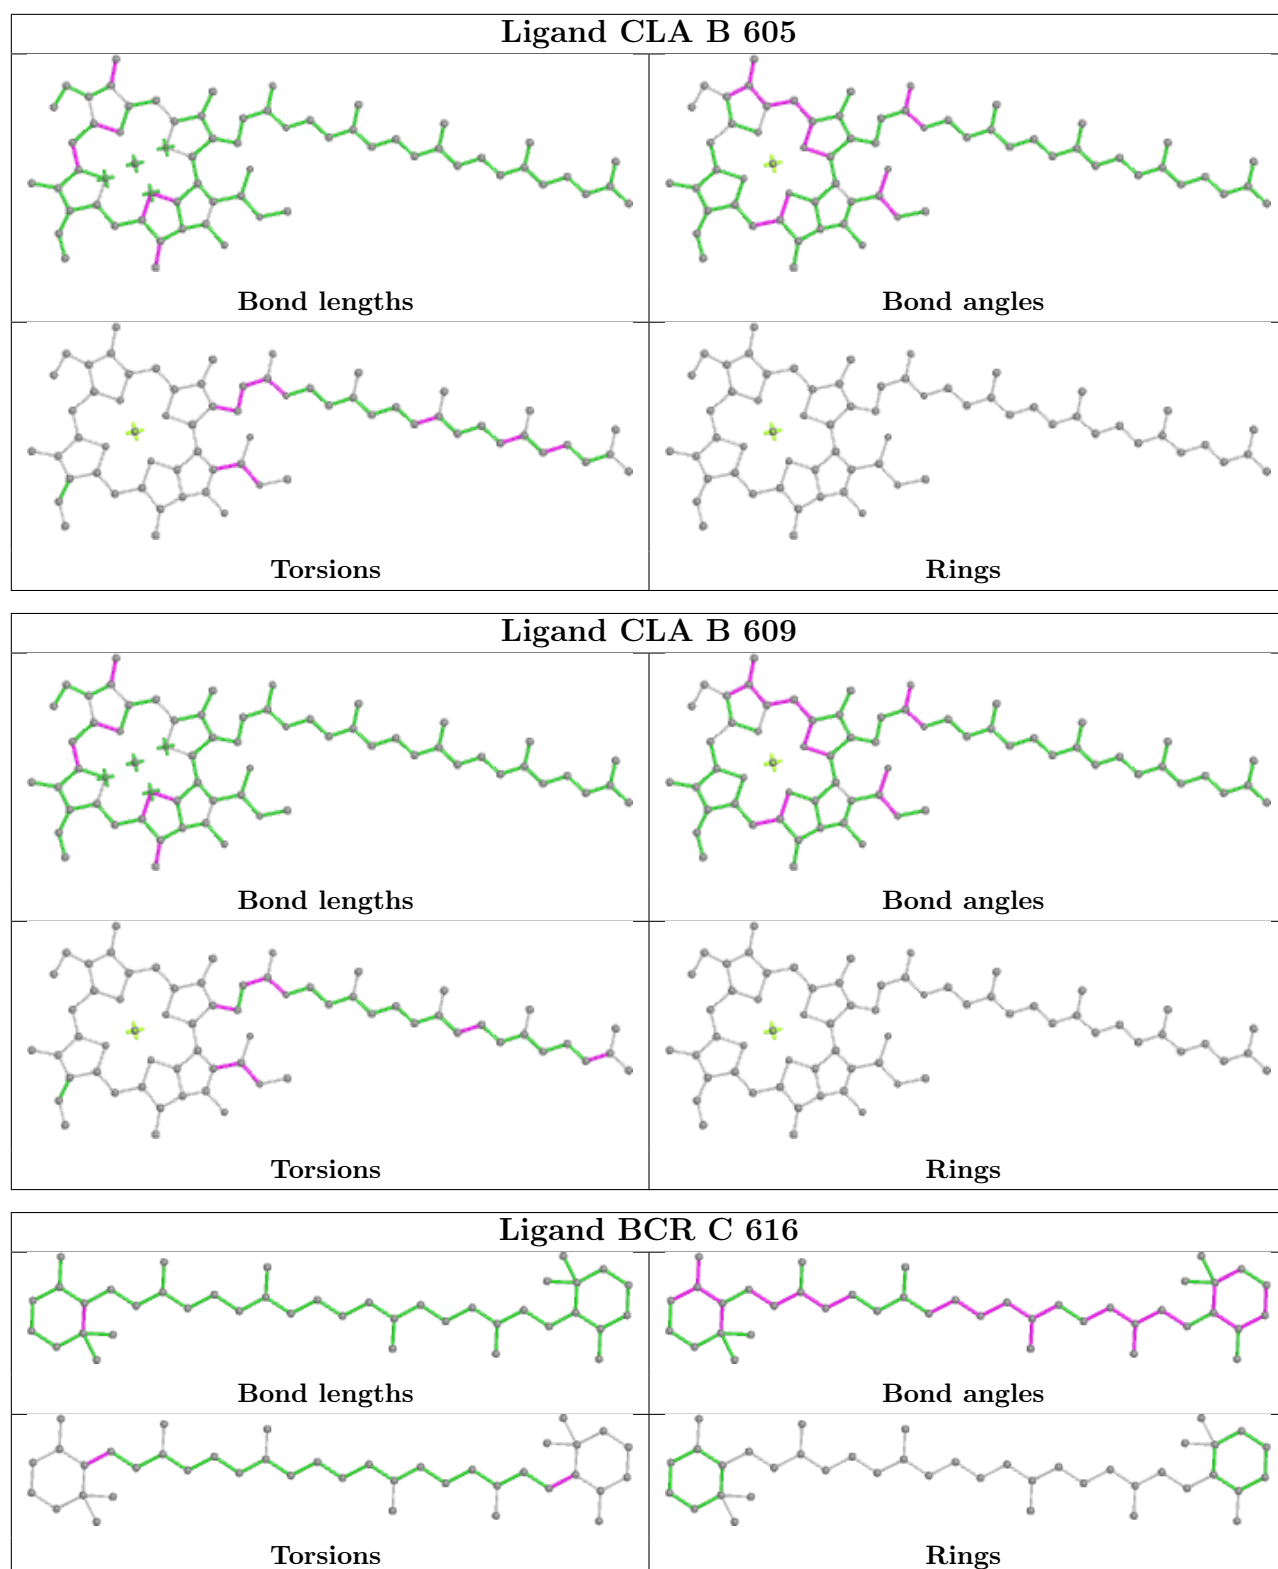 Ligand CLA B 605
Bond lengths
Bond angles
Torsions
Rings
Ligand CLA B 609
Bond lengths
Bond angles
Torsions
Rings
Ligand BCR C 616
Bond lengths
Bond angles
Torsions
Rings